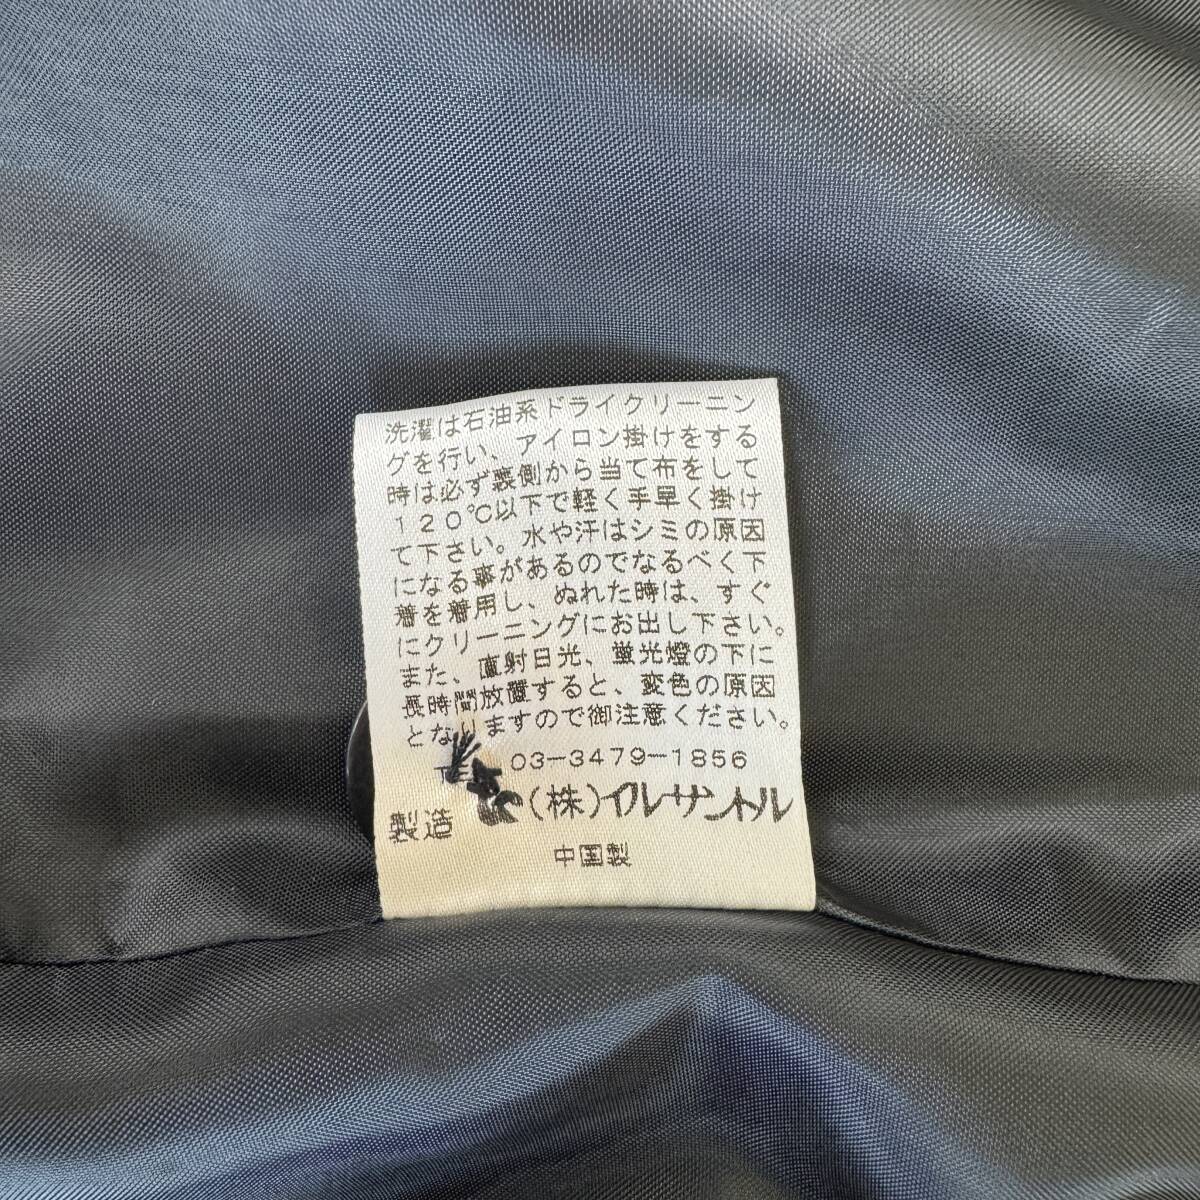 洗濯は石油系ドライクリーニン
グを行い、アイロン掛けをする
時は必ず裏側から当て布をして
120℃以下で軽く手早く掛け
て下さい。水や汗はシミの原因
になる事があるのでなるべく下
着を着用し、ぬれた時は、すぐ
にクリーニングにお出し下さい。
また、直射日光、蛍光燈の下に
長時間放置すると、変色の原因
となりますので御注意ください。
03-3479-1856
製造 (株)イルサントル
中国製